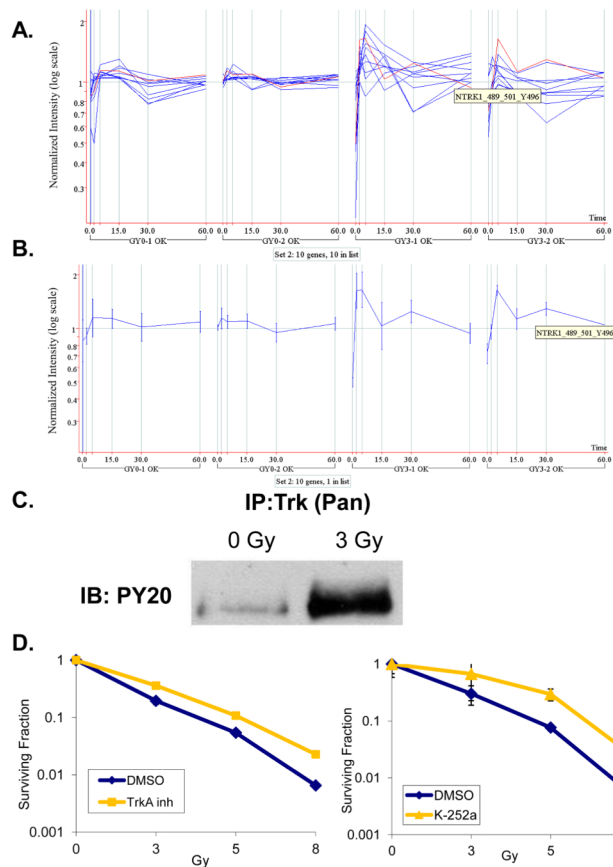 A.
Normalized Intensity (log scale)
2
1
0.8
0.6
0.5
0.4
0.3
NTRK1_489_501_Y496
Time
0.0 15.0 30.0 60.0 0.0 15.0 30.0 60.0 0.0 15.0 30.0 60.0 0.0 15.0 30.0 60.0
GY0-1 OK GY0-2 OK GY3-1 OK GY3-2 OK
Set 2: 10 genes, 10 in list
B.
Normalized Intensity (log scale)
2
1
0.8
0.6
0.5
0.4
0.3
NTRK1_489_501_Y496
Time
0.0 15.0 30.0 60.0 0.0 15.0 30.0 60.0 0.0 15.0 30.0 60.0 0.0 15.0 30.0 60.0
GY0-1 OK GY0-2 OK GY3-1 OK GY3-2 OK
Set 2: 10 genes, 1 in list
C.
IP:Trk (Pan)
0 Gy 3 Gy
IB: PY20
D.
Surviving Fraction
1
0.1
0.01
0.001
DMSO
TrkA inh
0 3 5 8
Gy
Surviving Fraction
1
0.1
0.01
0.001
DMSO
K-252a
0 3 5
Gy